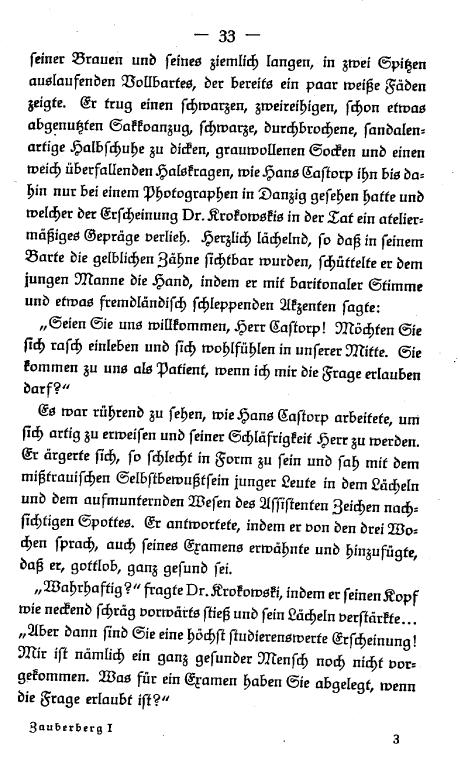 — 33 —
seiner Brauen und seines ziemlich langen, in zwei Spitzen
auslaufenden Vollbartes, der bereits ein paar weiße Fäden
zeigte. Er trug einen schwarzen, zweireihigen, schon etwas
abgenutzten Sakkoanzug, schwarze, durchbrochene, sandalen-
artige Halbschuhe zu dicken, grauwollenen Socken und einen
weich überfallenden Halskragen, wie Hans Castorp ihn bis da-
hin nur bei einem Photographen in Danzig gesehen hatte und
welcher der Erscheinung Dr. Krokowskis in der Tat ein atelier-
mäßiges Gepräge verlieh. Herzlich lächelnd, so daß in seinem
Barte die gelblichen Zähne sichtbar wurden, schüttelte er dem
jungen Manne die Hand, indem er mit baritonaler Stimme
und etwas fremdländisch schleppenden Akzenten sagte:
„Seien Sie uns willkommen, Herr Castorp! Möchten Sie
sich rasch einleben und sich wohlfühlen in unserer Mitte. Sie
kommen zu uns als Patient, wenn ich mir die Frage erlauben
darf?“
Es war rührend zu sehen, wie Hans Castorp arbeitete, um
sich artig zu erweisen und seiner Schläfrigkeit Herr zu werden.
Er ärgerte sich, so schlecht in Form zu sein und sah mit dem
mißtrauischen Selbstbewußtsein junger Leute in dem Lächeln
und dem aufmunternden Wesen des Assistenten Zeichen nach-
sichtigen Spottes. Er antwortete, indem er von den drei Wo-
chen sprach, auch seines Examens erwähnte und hinzufügte,
daß er, gottlob, ganz gesund sei.
„Wahrhaftig?“ fragte Dr. Krokowski, indem er seinen Kopf
wie neckend schräg vorwärts stieß und sein Lächeln verstärkte...
„Aber dann sind Sie eine höchst studierenswerte Erscheinung!
Mir ist nämlich ein ganz gesunder Mensch noch nicht vor-
gekommen. Was für ein Examen haben Sie abgelegt, wenn
die Frage erlaubt ist?“
Zauberberg I
3